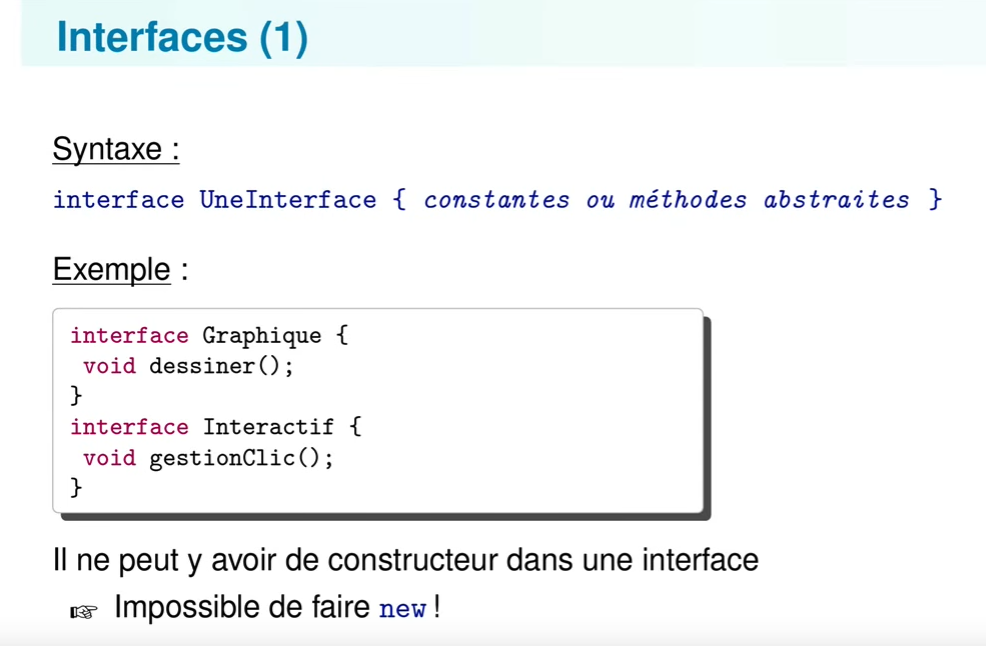 Interfaces (1)
Syntaxe :
interface UneInterface { constantes ou méthodes abstraites }
Exemple :
interface Graphique {
void dessiner();
}
interface Interactif {
void gestionClic();
}
Il ne peut y avoir de constructeur dans une interface
☞ Impossible de faire new !